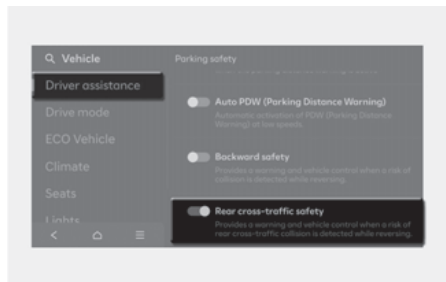 Vehicle
Parking safety
Driver assistance
Drive mode
ECO Vehicle
Climate
Seats
Lights
Auto PDW (Parking Distance Warning)
Automatic activation of PDW (Parking Distance
Warning) at low speeds.
Backward safety
Provides a warning and vehicle control when a risk of
collision is detected while reversing.
Rear cross-traffic safety
Provides a warning and vehicle control when a risk of
rear cross-traffic collision is detected while reversing.